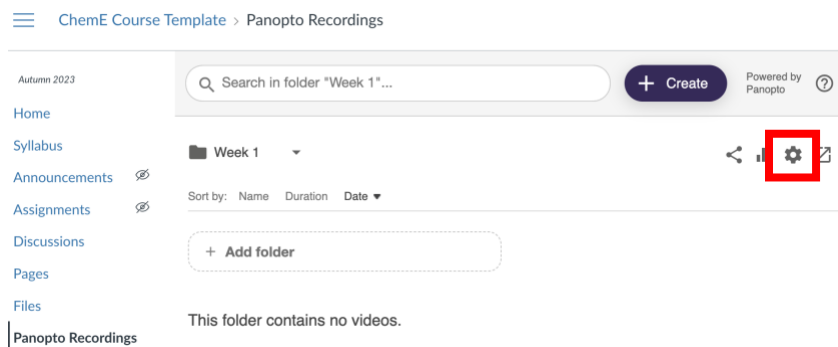 ChemE Course Template > Panopto Recordings
Autumn 2023
Home
Syllabus
Announcements
Assignments
Discussions
Pages
Files
Panopto Recordings
Search in folder "Week 1"...
+ Create
Powered by
Panopto
?
Week 1
Sort by: Name Duration Date
+ Add folder
This folder contains no videos.